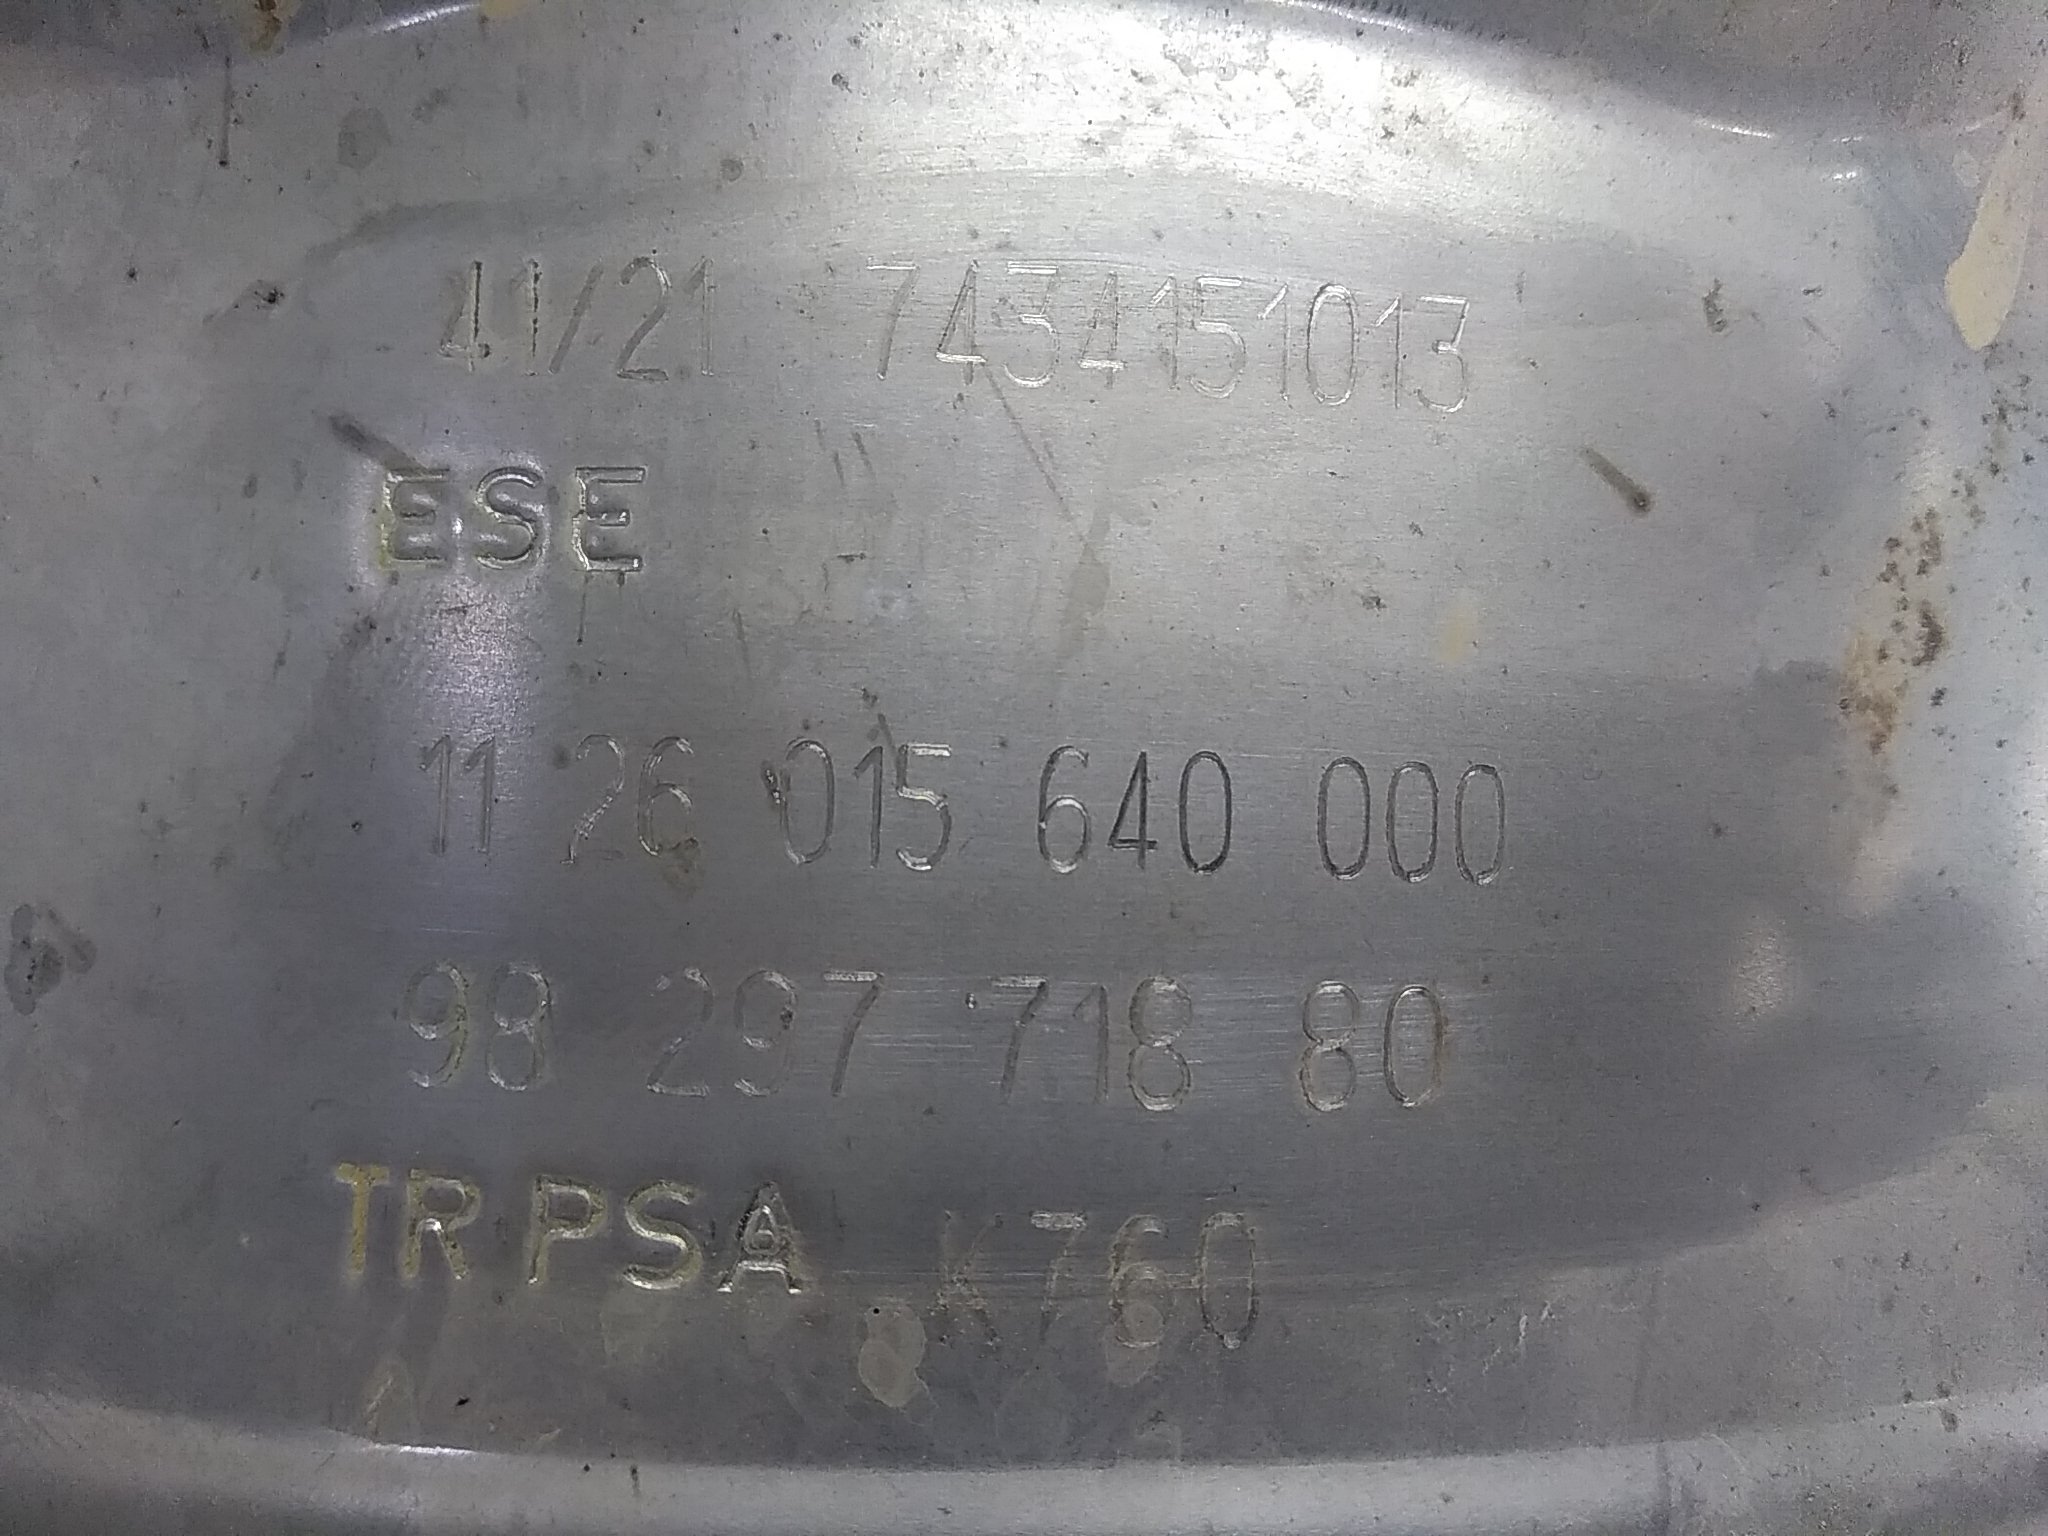 41/21 7434151013
ESE
11 26 015 640 000
98 297 718 80
TR PSA K760